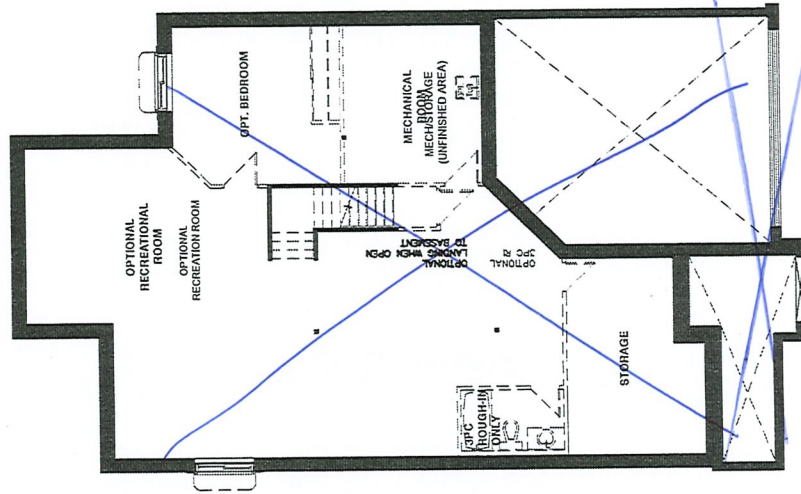 OPT. BEDROOM
MECHANICAL
ROOM
MECH/STORAGE
(UNFINISHED AREA)
OPTIONAL
RECREATIONAL
ROOM
OPTIONAL
RECREATION ROOM
OPTIONAL
LANDING WHEN OPEN
TO BASEMENT
OPTIONAL
3PC RI
3PC
ROUGH-IN
ONLY
STORAGE